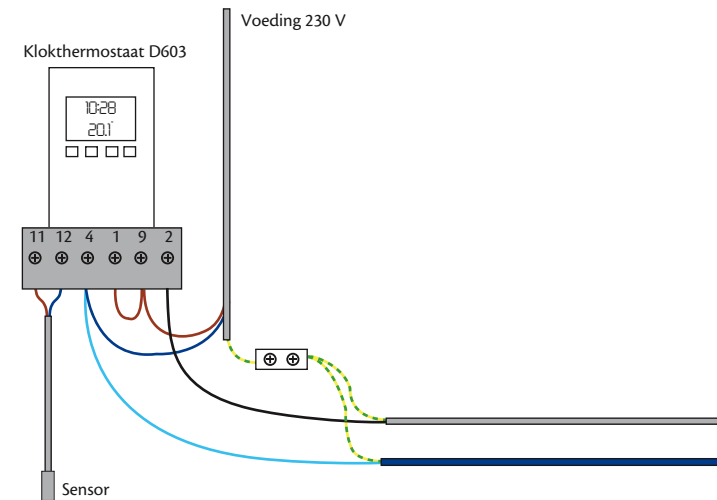 Voeding 230 V
Klokthermostaat D603
10:28
20.1°
11 12 4 1 9 2
Sensor